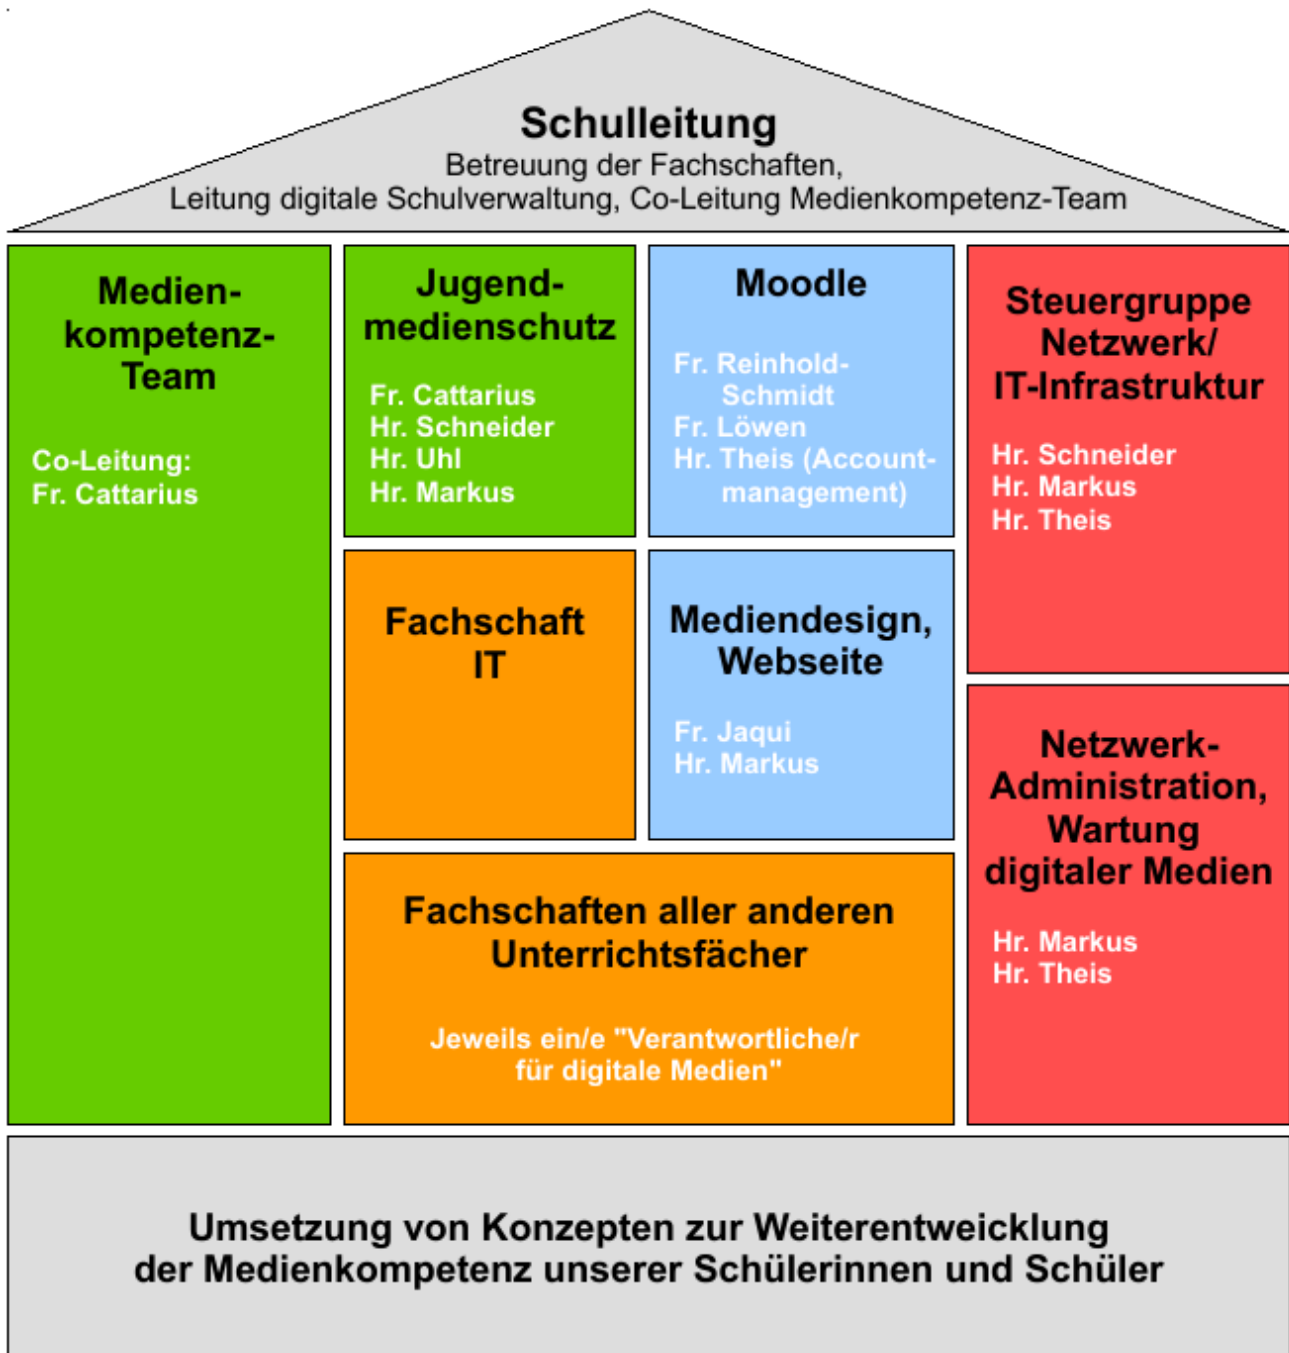 Schulleitung
Betreuung der Fachschaften,
Leitung digitale Schulverwaltung, Co-Leitung Medienkompetenz-Team
Medien-
kompetenz-
Team
Co-Leitung:
Fr. Cattarius
Jugend-
medienschutz
Fr. Cattarius
Hr. Schneider
Hr. Uhl
Hr. Markus
Moodle
Fr. Reinhold-
Schmidt
Fr. Löwen
Hr. Theis (Account-
management)
Steuergruppe
Netzwerk/
IT-Infrastruktur
Hr. Schneider
Hr. Markus
Hr. Theis
Fachschaft
IT
Mediendesign,
Webseite
Fr. Jaqui
Hr. Markus
Netzwerk-
Administration,
Wartung
digitaler Medien
Hr. Markus
Hr. Theis
Fachschaften aller anderen
Unterrichtsfächer
Jeweils ein/e "Verantwortliche/r
für digitale Medien"
Umsetzung von Konzepten zur Weiterentwicklung
der Medienkompetenz unserer Schülerinnen und Schüler